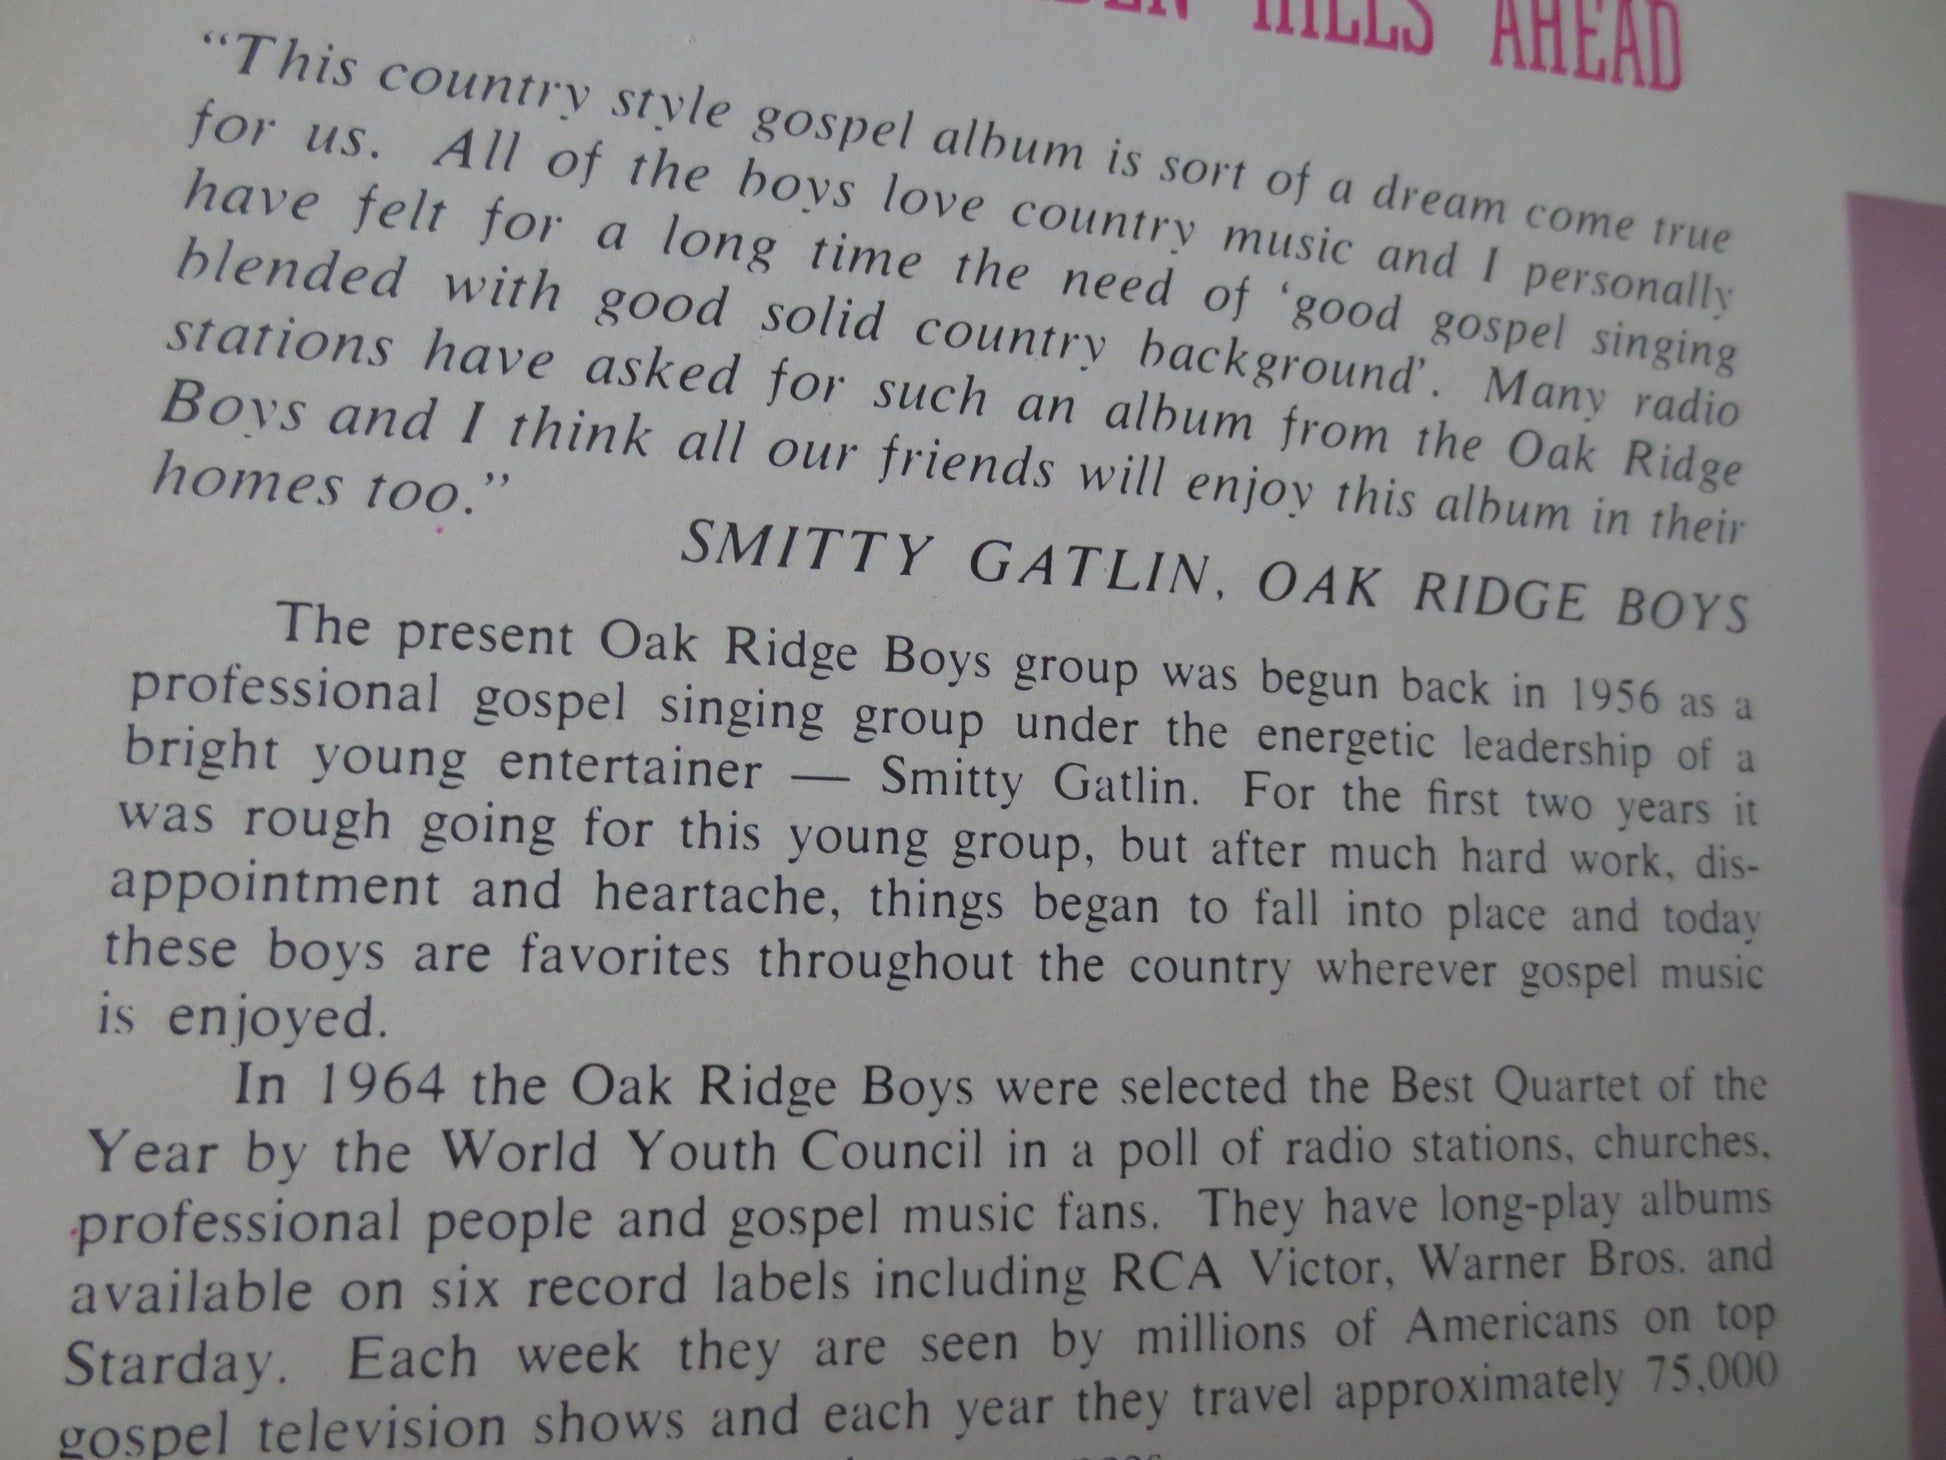 HILLS AHEAD
“This country style gospel album is sort of a dream come true
for us. All of the boys love country music and I personally
have felt for a long time the need of ‘good gospel singing
blended with good solid country background’. Many radio
stations have asked for such an album from the Oak Ridge
Boys and I think all our friends will enjoy this album in their
homes too.”
SMITTY GATLIN, OAK RIDGE BOYS
The present Oak Ridge Boys group was begun back in 1956 as a
professional gospel singing group under the energetic leadership of a
bright young entertainer — Smitty Gatlin. For the first two years it
was rough going for this young group, but after much hard work, dis-
appointment and heartache, things began to fall into place and today
these boys are favorites throughout the country wherever gospel music
is enjoyed.
In 1964 the Oak Ridge Boys were selected the Best Quartet of the
Year by the World Youth Council in a poll of radio stations, churches,
professional people and gospel music fans. They have long-play albums
available on six record labels including RCA Victor, Warner Bros. and
Starday. Each week they are seen by millions of Americans on top
gospel television shows and each year they travel approximately 75,000